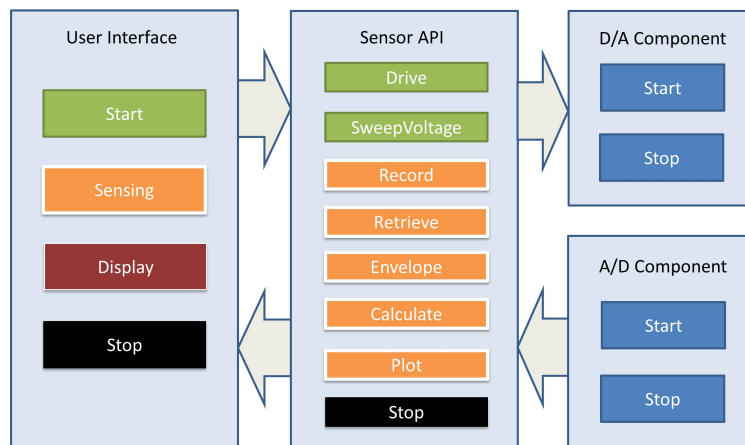 User Interface
Start
Sensing
Display
Stop
Sensor API
Drive
SweepVoltage
Record
Retrieve
Envelope
Calculate
Plot
Stop
D/A Component
Start
Stop
A/D Component
Start
Stop